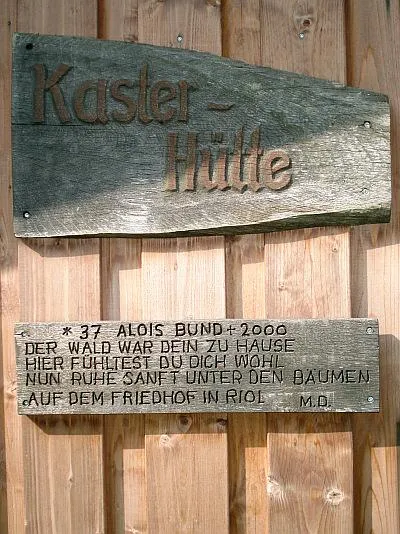 Kaster-
Hütte
* 37 ALOIS BUND + 2000
DER WALD WAR DEIN ZU HAUSE
HIER FÜHLTEST DU DICH WOHL
NUN RUHE SANFT UNTER DEN BÄUMEN
AUF DEM FRIEDHOF IN RIOL M.D.